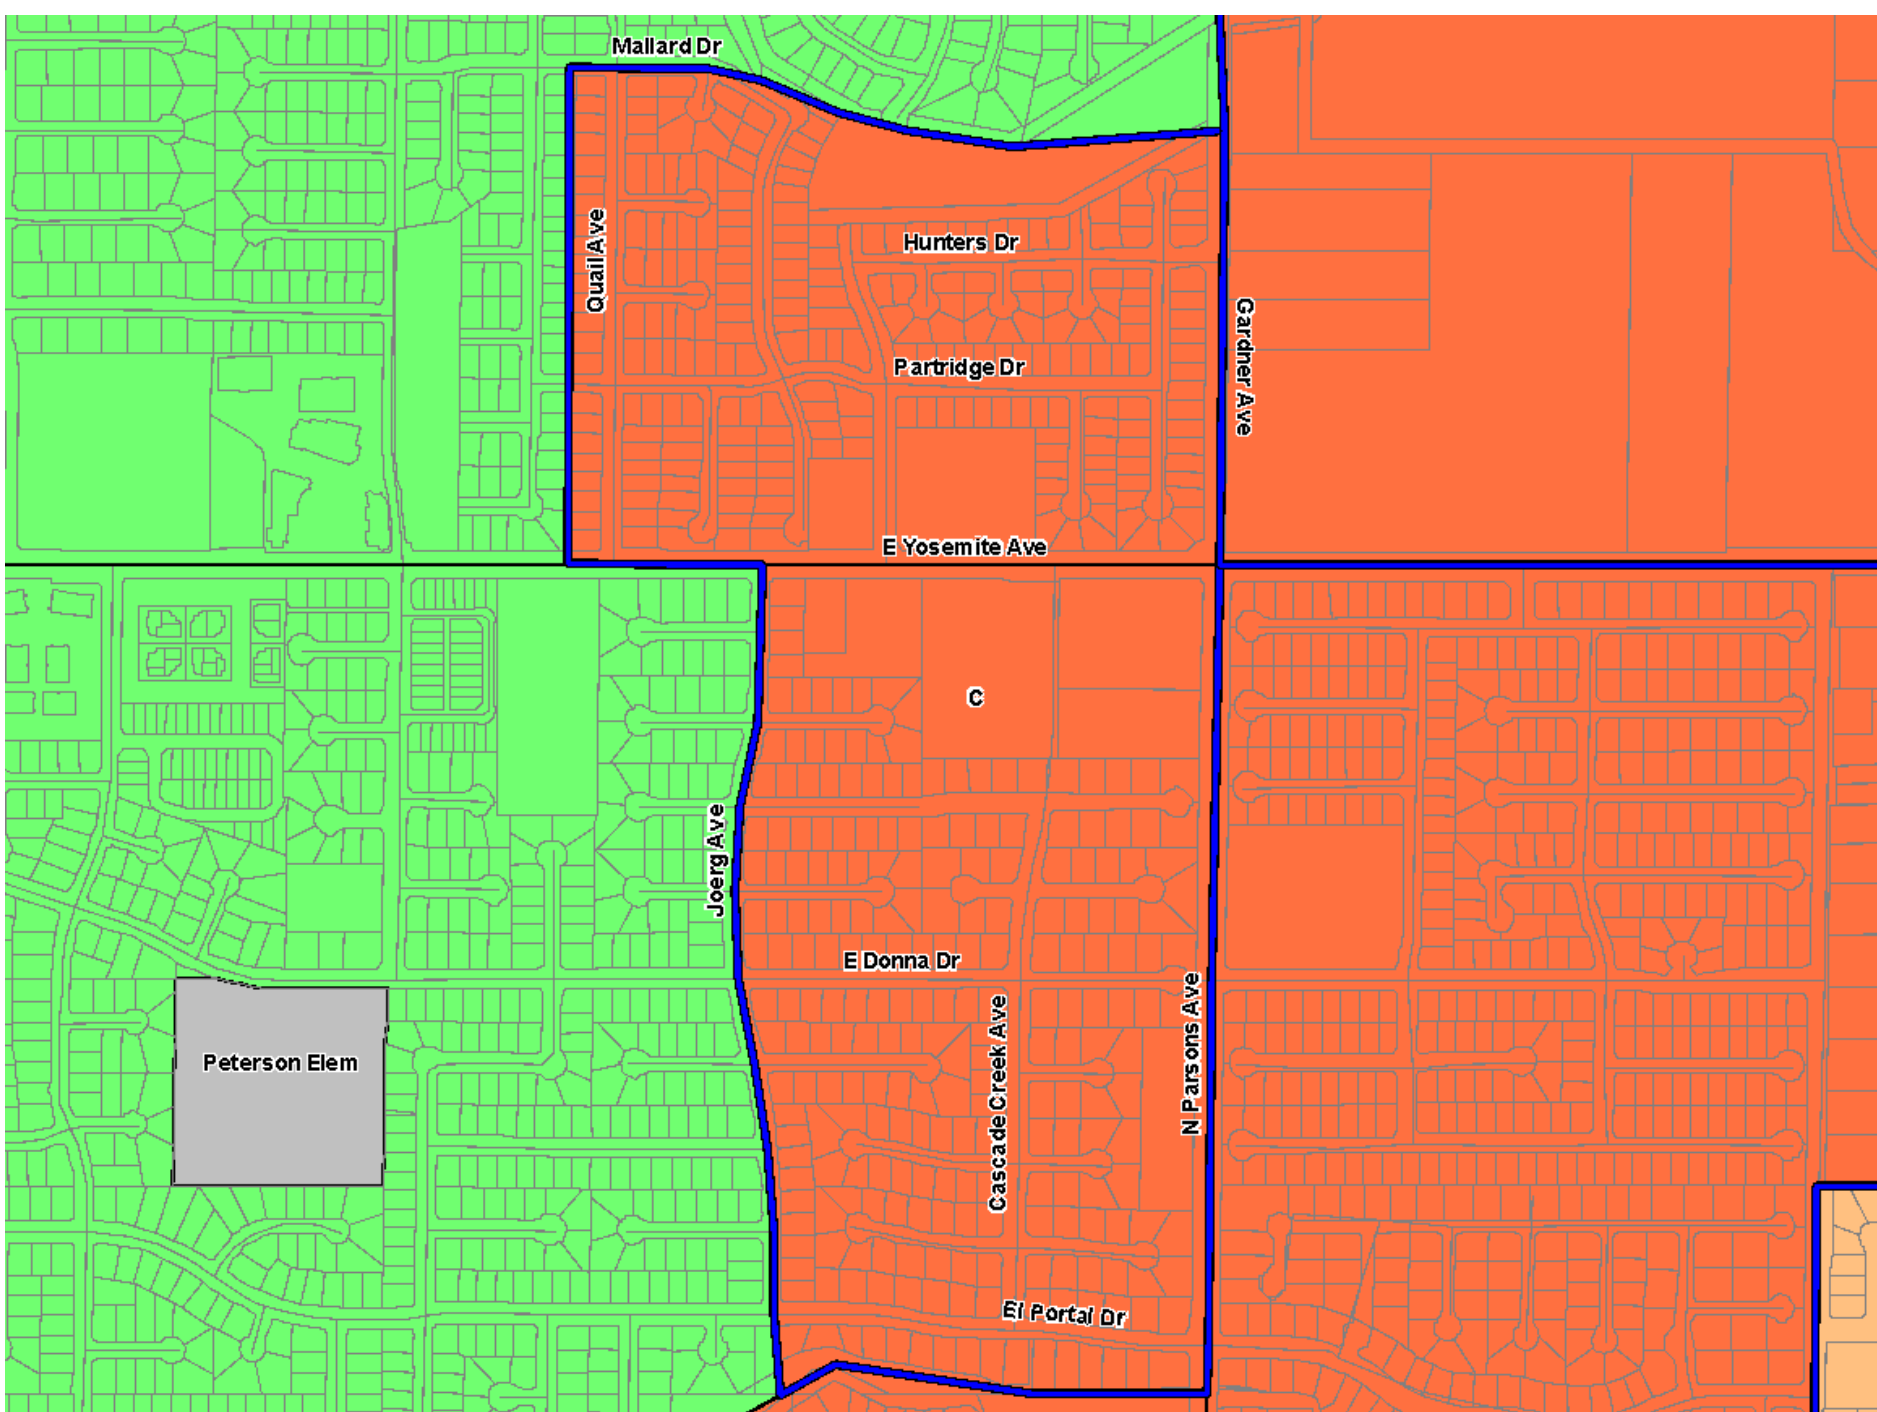 Mallard Dr
Quail Ave
Hunters Dr
Gardner Ave
Partridge Dr
E Yosemite Ave
C
Joerg Ave
E Donna Dr
Cascade Creek Ave
N Parsons Ave
Peterson Elem
El Portal Dr